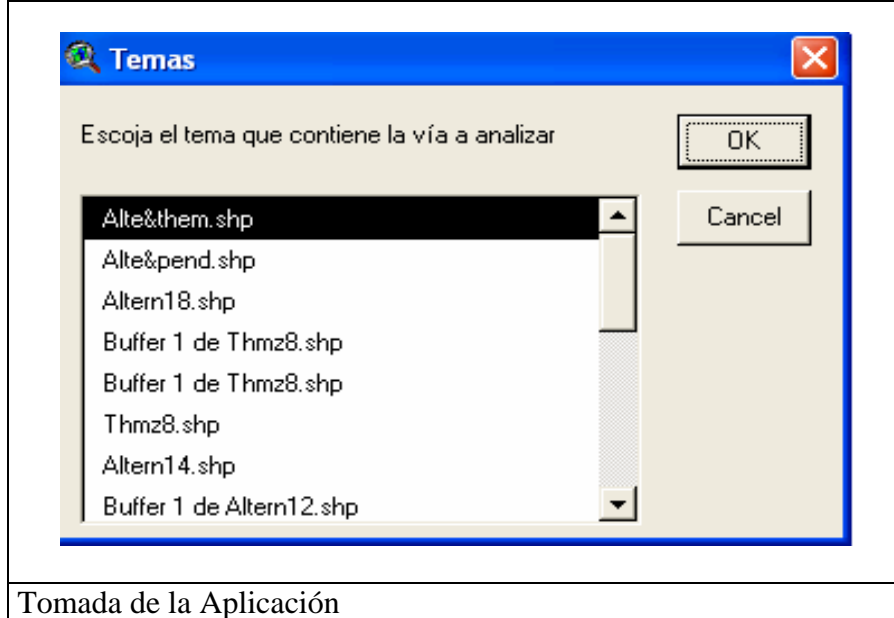 Temas
Escoja el tema que contiene la vía a analizar
OK
Alte&them.shp
Cancel
Alte&pend.shp
Altern18.shp
Buffer 1 de Thmz8.shp
Buffer 1 de Thmz8.shp
Thmz8.shp
Altern14.shp
Buffer 1 de Altern12.shp
Tomada de la Aplicación